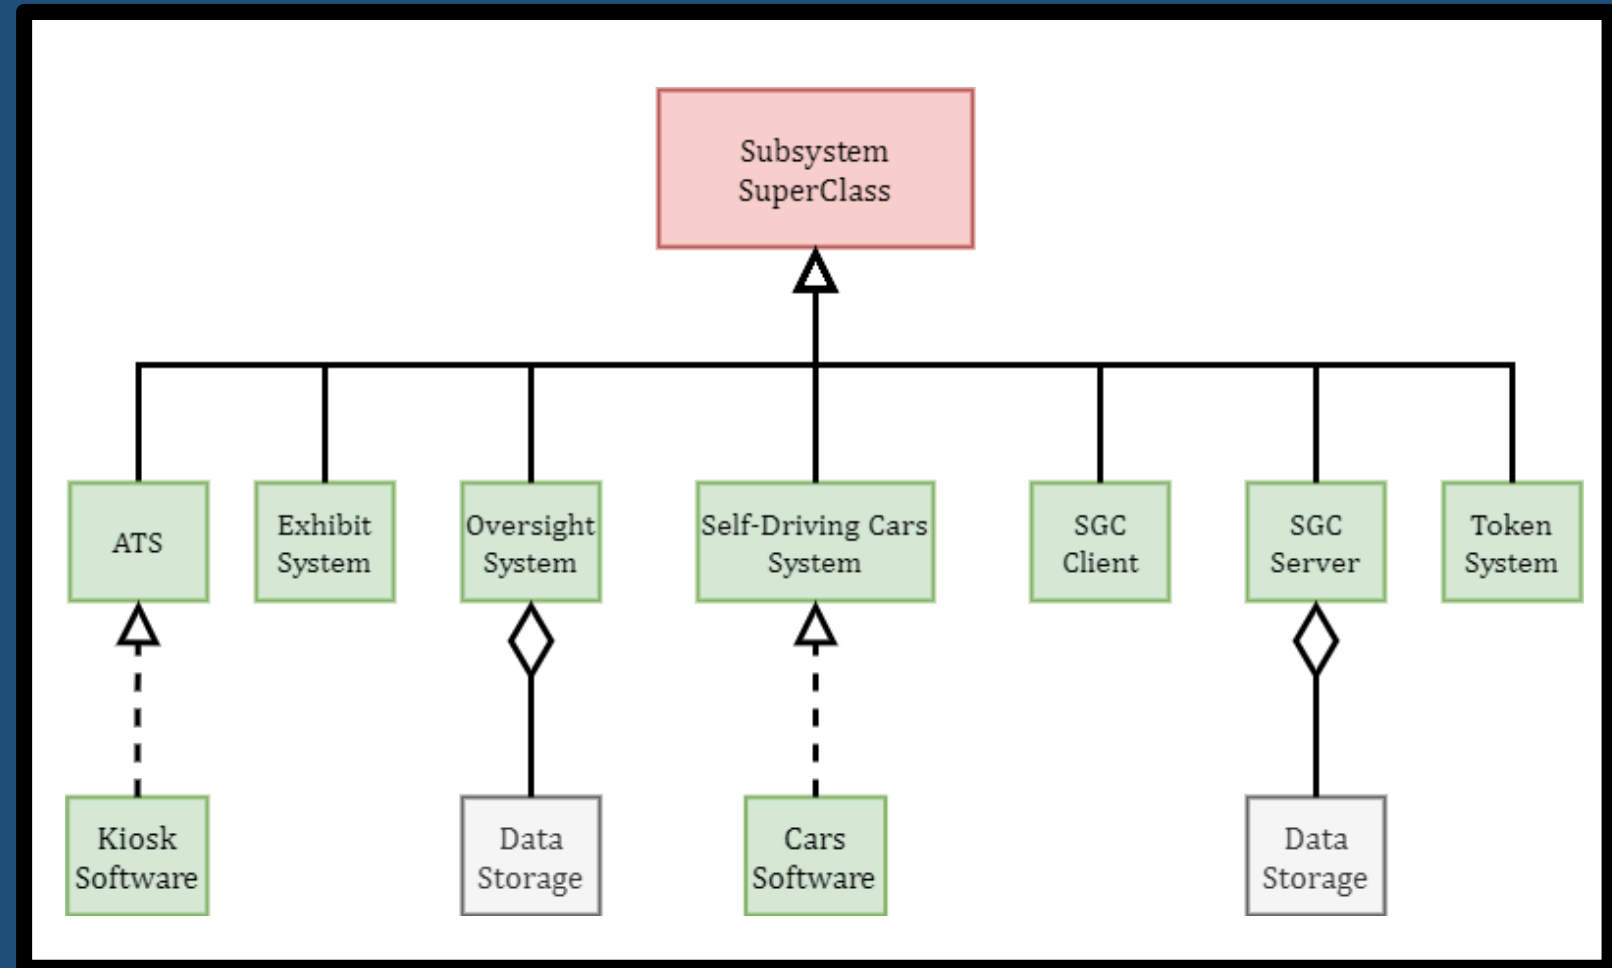 Subsystem
SuperClass
ATS
Exhibit
System
Oversight
System
Self-Driving Cars
System
SGC
Client
SGC
Server
Token
System
Kiosk
Software
Data
Storage
Cars
Software
Data
Storage